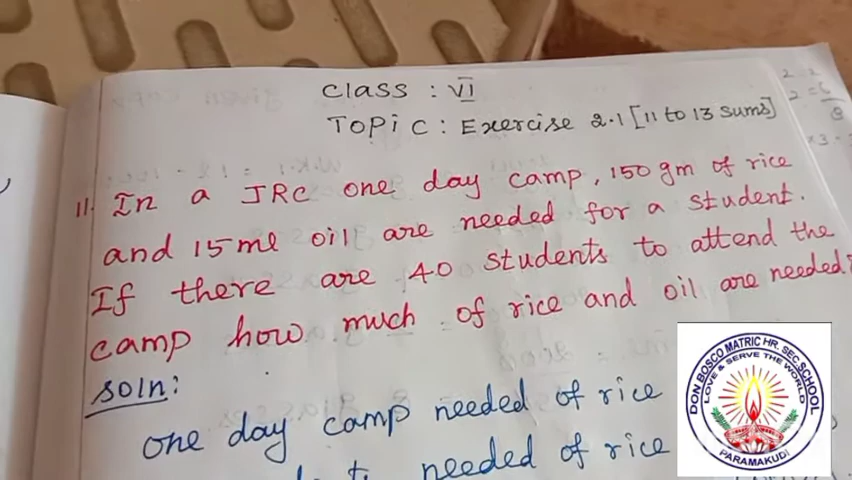 Class : VI
Topic : Exercise 2.1 [11 to 13 sums]
11. In a JRC one day camp, 150 gm of rice
and 15 ml oil are needed for a student.
If there are 40 students to attend the
camp how much of rice and oil are needed?
soln:
one day camp needed of rice
needed of rice
DON BOSCO MATRIC HR. SEC SCHOOL
LOVE & SERVE THE WORLD
PARAMAKUDI